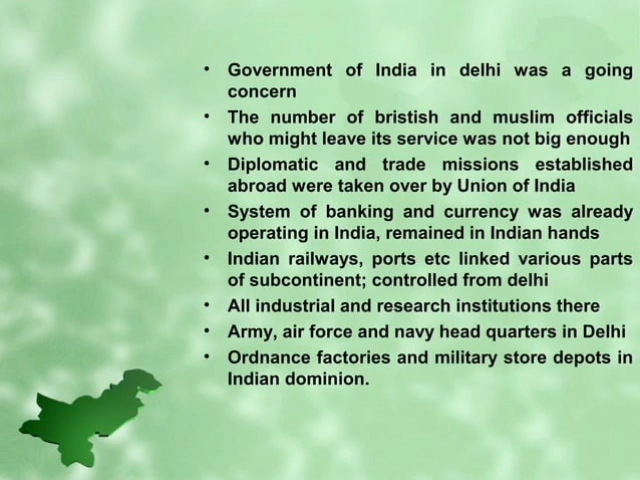 • Government of India in delhi was a going
concern
• The number of bristish and muslim officials
who might leave its service was not big enough
• Diplomatic and trade missions established
abroad were taken over by Union of India
• System of banking and currency was already
operating in India, remained in Indian hands
• Indian railways, ports etc linked various parts
of subcontinent; controlled from delhi
• All industrial and research institutions there
• Army, air force and navy head quarters in Delhi
• Ordnance factories and military store depots in
Indian dominion.